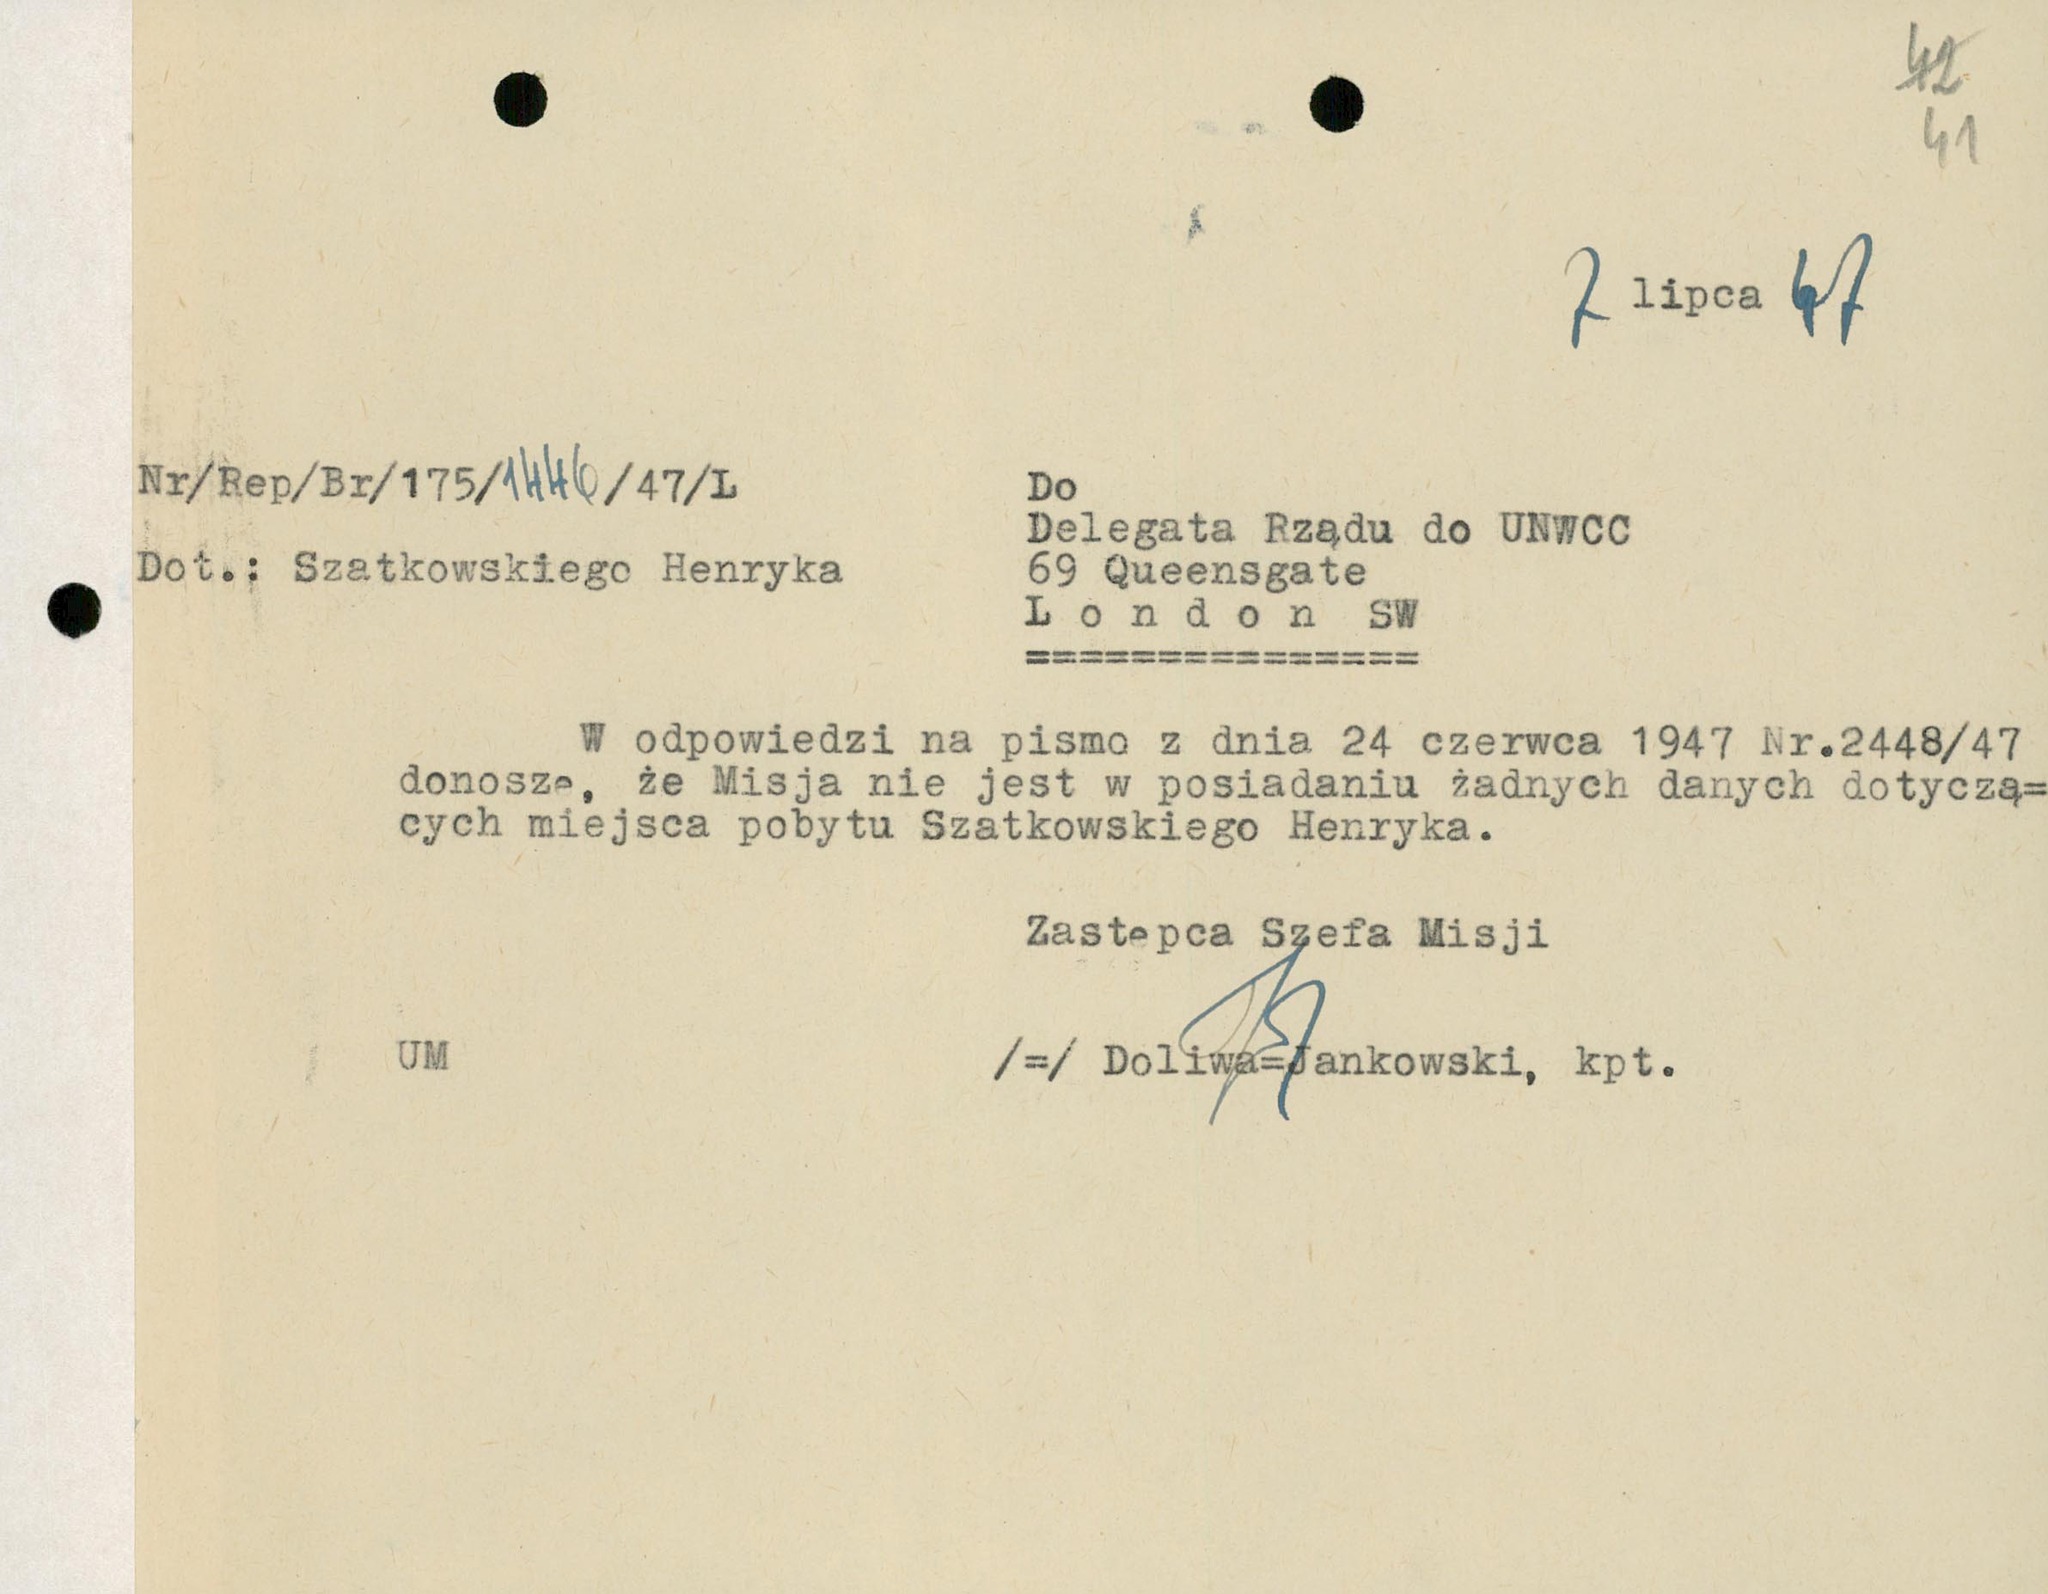 42
41
7 lipca 47
Nr/Rep/Br/175/1446/47/L
Dot.: Szatkowskiego Henryka
Do
Delegata Rządu do UNWCC
69 Queensgate
L o n d o n  SW
===============
W odpowiedzi na pismo z dnia 24 czerwca 1947 Nr.2448/47
donoszę, że Misja nie jest w posiadaniu żadnych danych dotyczą=
cych miejsca pobytu Szatkowskiego Henryka.
Zastępca Szefa Misji
UM
/=/ Doliwa=Jankowski, kpt.